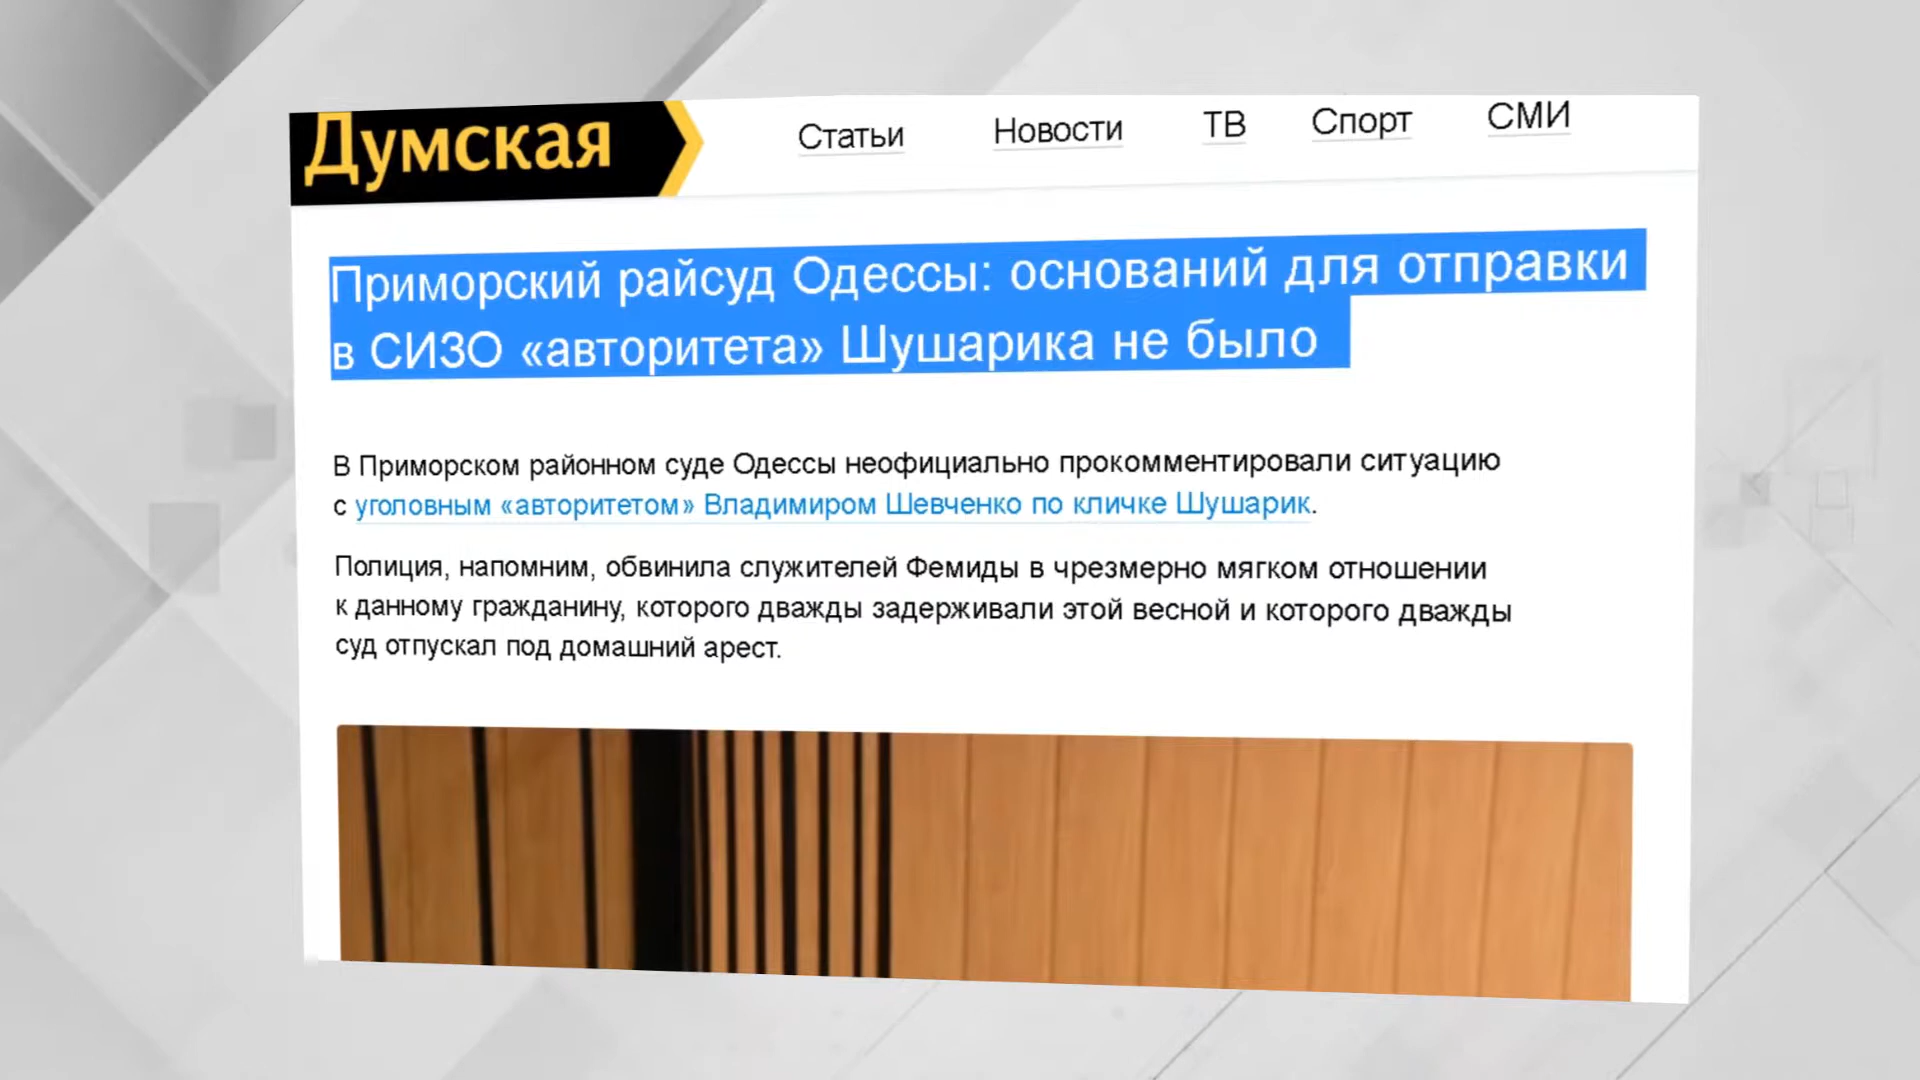 Думская
Статьи Новости ТВ Спорт СМИ
Приморский райсуд Одессы: оснований для отправки
в СИЗО «авторитета» Шушарика не было
В Приморском районном суде Одессы неофициально прокомментировали ситуацию
с уголовным «авторитетом» Владимиром Шевченко по кличке Шушарик.
Полиция, напомним, обвинила служителей Фемиды в чрезмерно мягком отношении
к данному гражданину, которого дважды задерживали этой весной и которого дважды
суд отпускал под домашний арест.